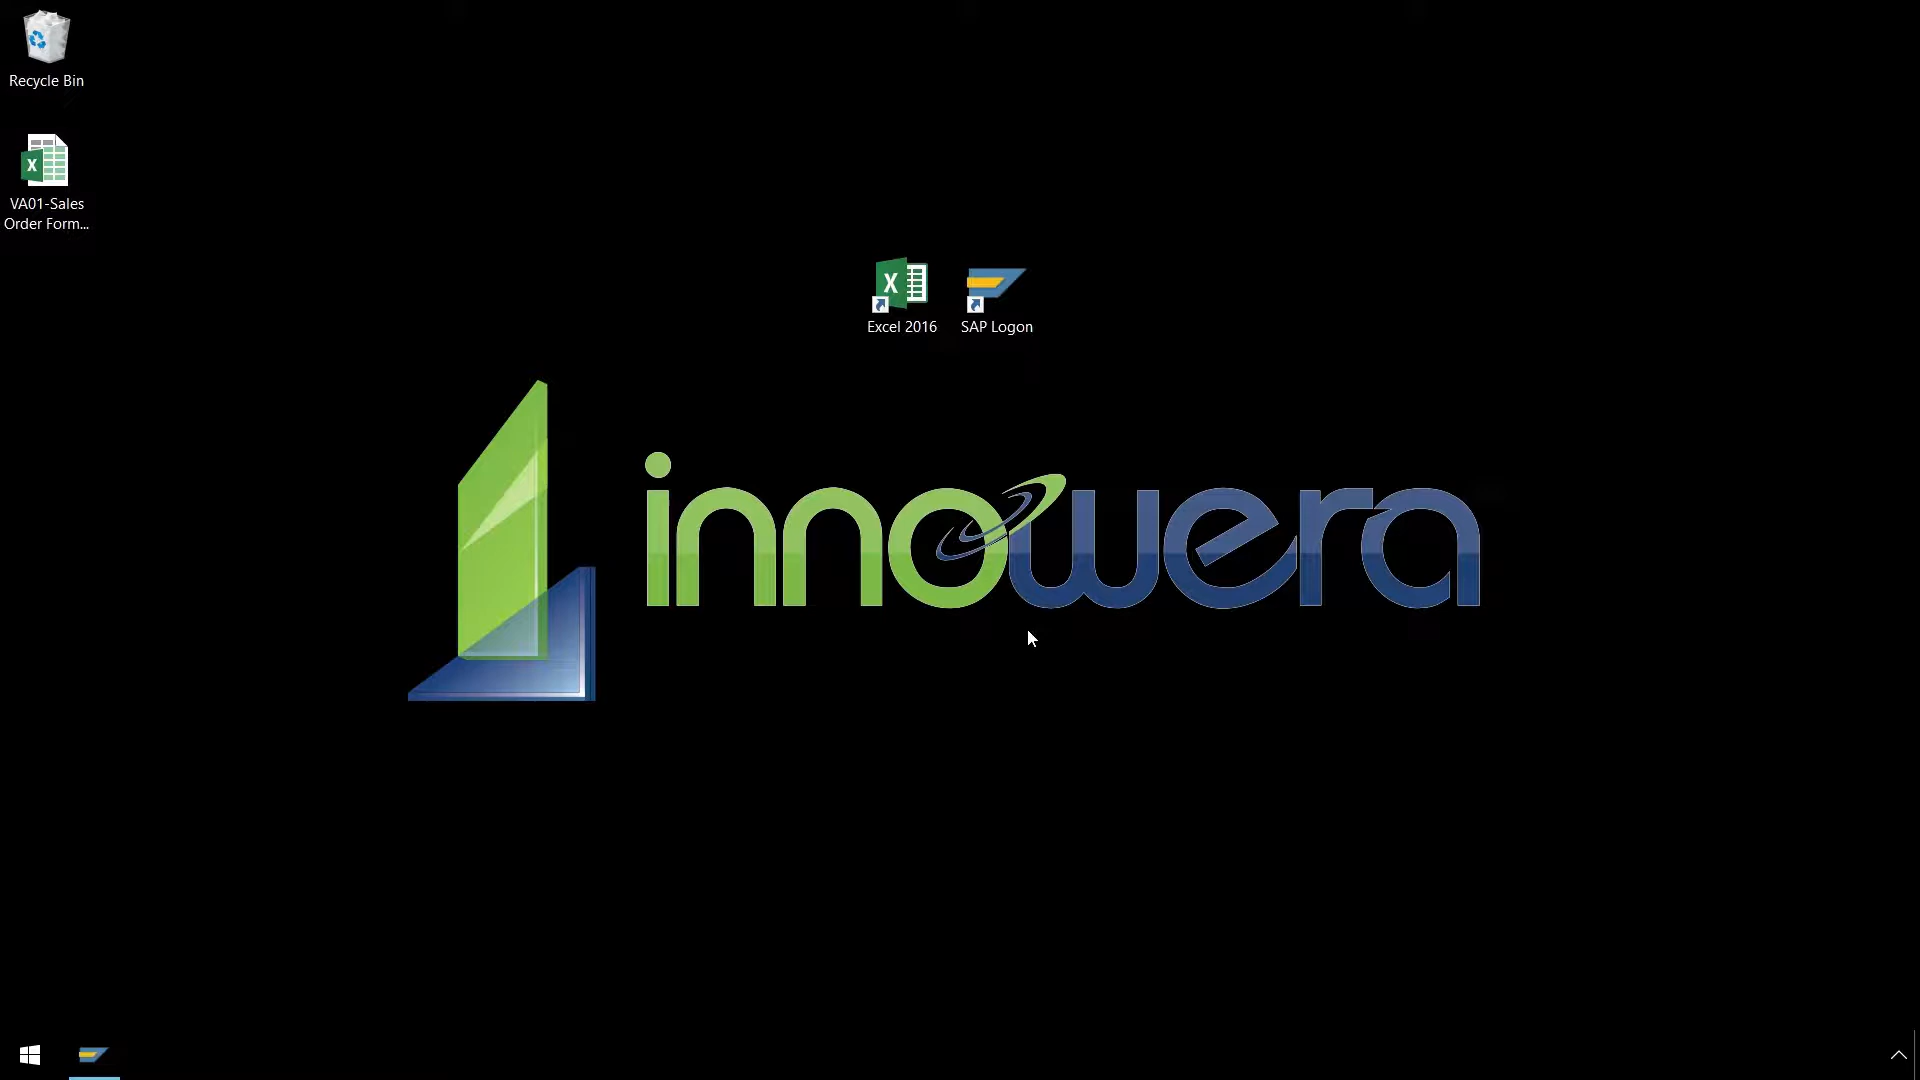 Recycle Bin
VA01-Sales
Order Form...
Excel 2016
SAP Logon
innowera